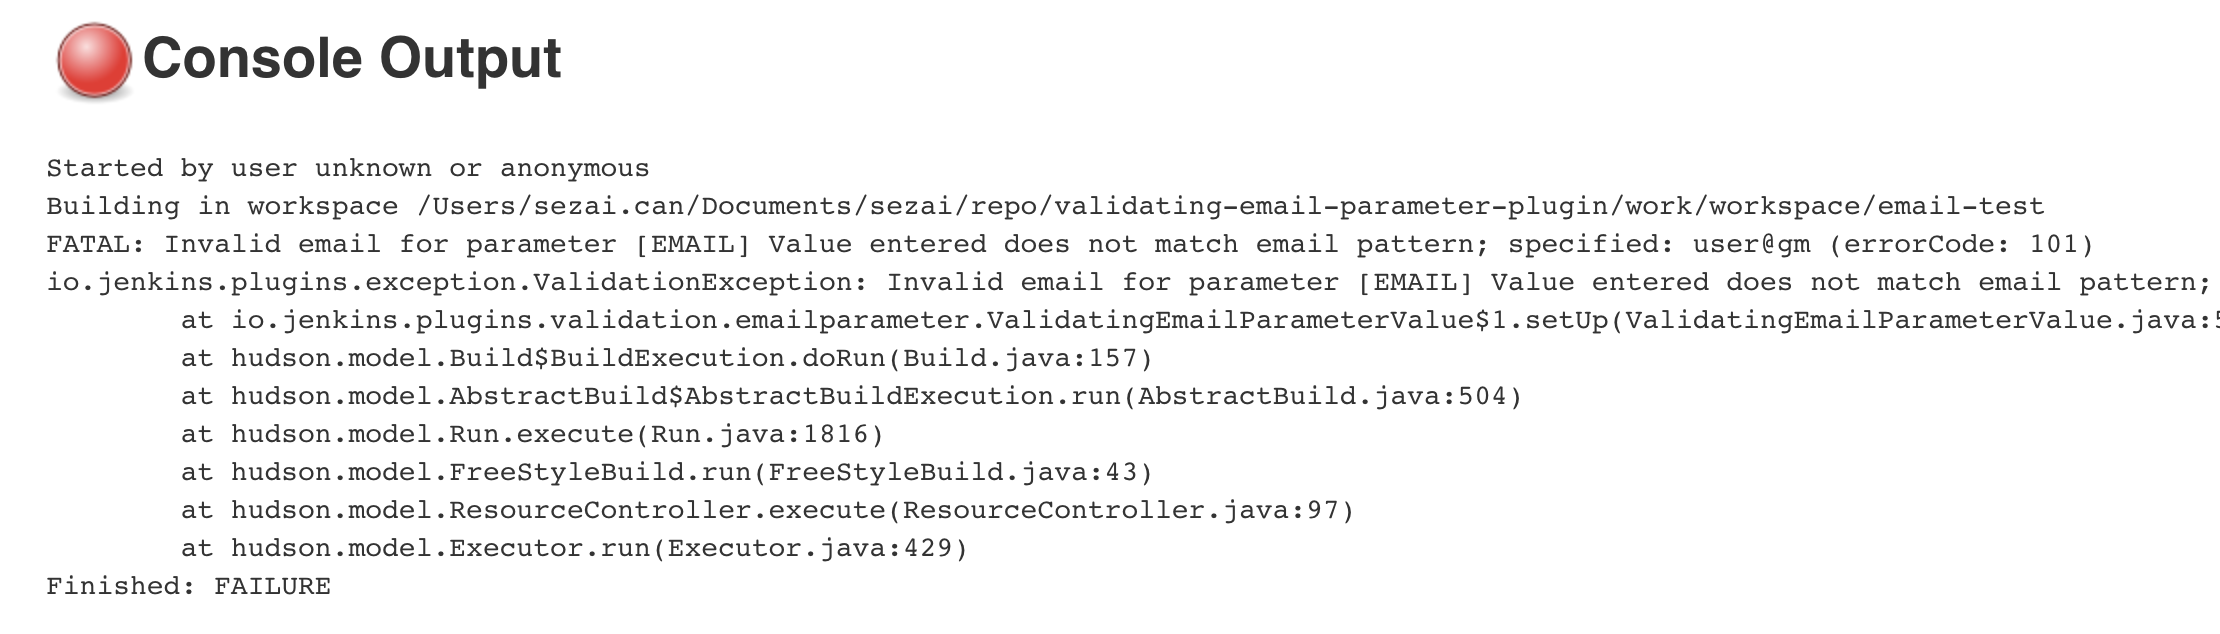 Console Output
Started by user unknown or anonymous
Building in workspace /Users/sezai.can/Documents/sezai/repo/validating-email-parameter-plugin/work/workspace/email-test
FATAL: Invalid email for parameter [EMAIL] Value entered does not match email pattern; specified: user@gm (errorCode: 101)
io.jenkins.plugins.exception.ValidationException: Invalid email for parameter [EMAIL] Value entered does not match email pattern;
at io.jenkins.plugins.validation.emailparameter.ValidatingEmailParameterValue$1.setUp(ValidatingEmailParameterValue.java:
at hudson.model.Build$BuildExecution.doRun(Build.java:157)
at hudson.model.AbstractBuild$AbstractBuildExecution.run(AbstractBuild.java:504)
at hudson.model.Run.execute(Run.java:1816)
at hudson.model.FreeStyleBuild.run(FreeStyleBuild.java:43)
at hudson.model.ResourceController.execute(ResourceController.java:97)
at hudson.model.Executor.run(Executor.java:429)
Finished: FAILURE